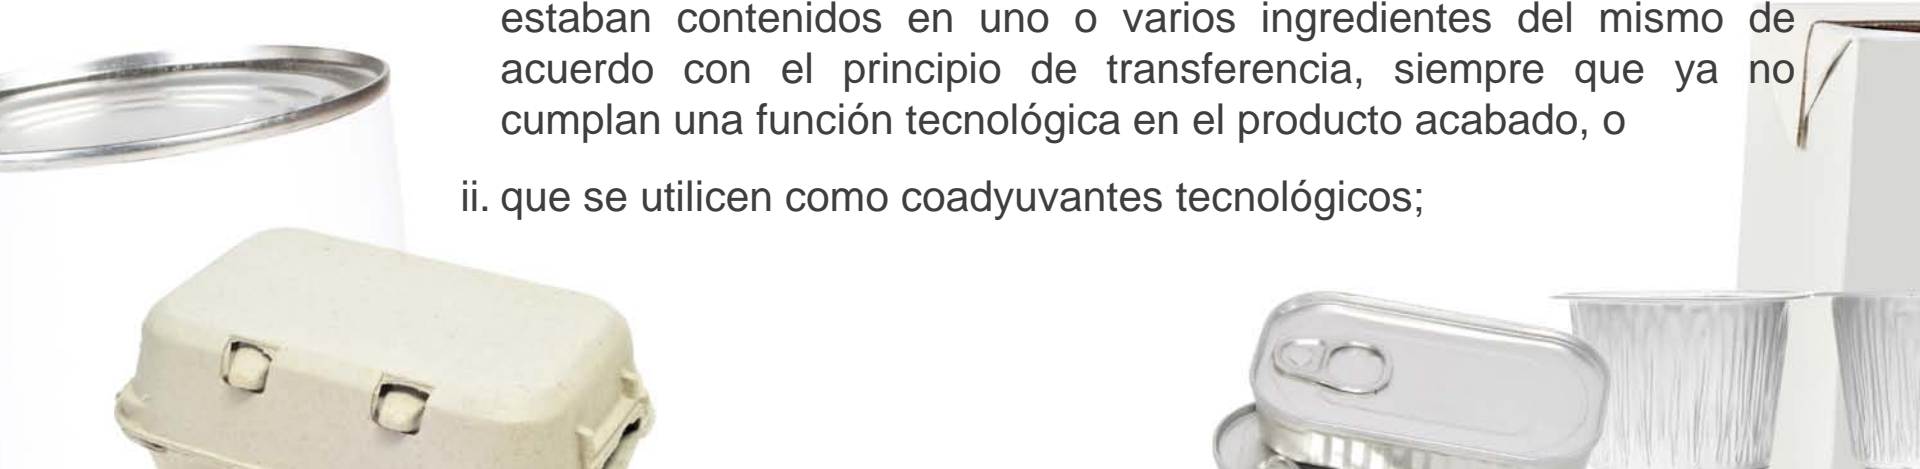 estaban contenidos en uno o varios ingredientes del mismo de
acuerdo con el principio de transferencia, siempre que ya no
cumplan una función tecnológica en el producto acabado, o
ii. que se utilicen como coadyuvantes tecnológicos;